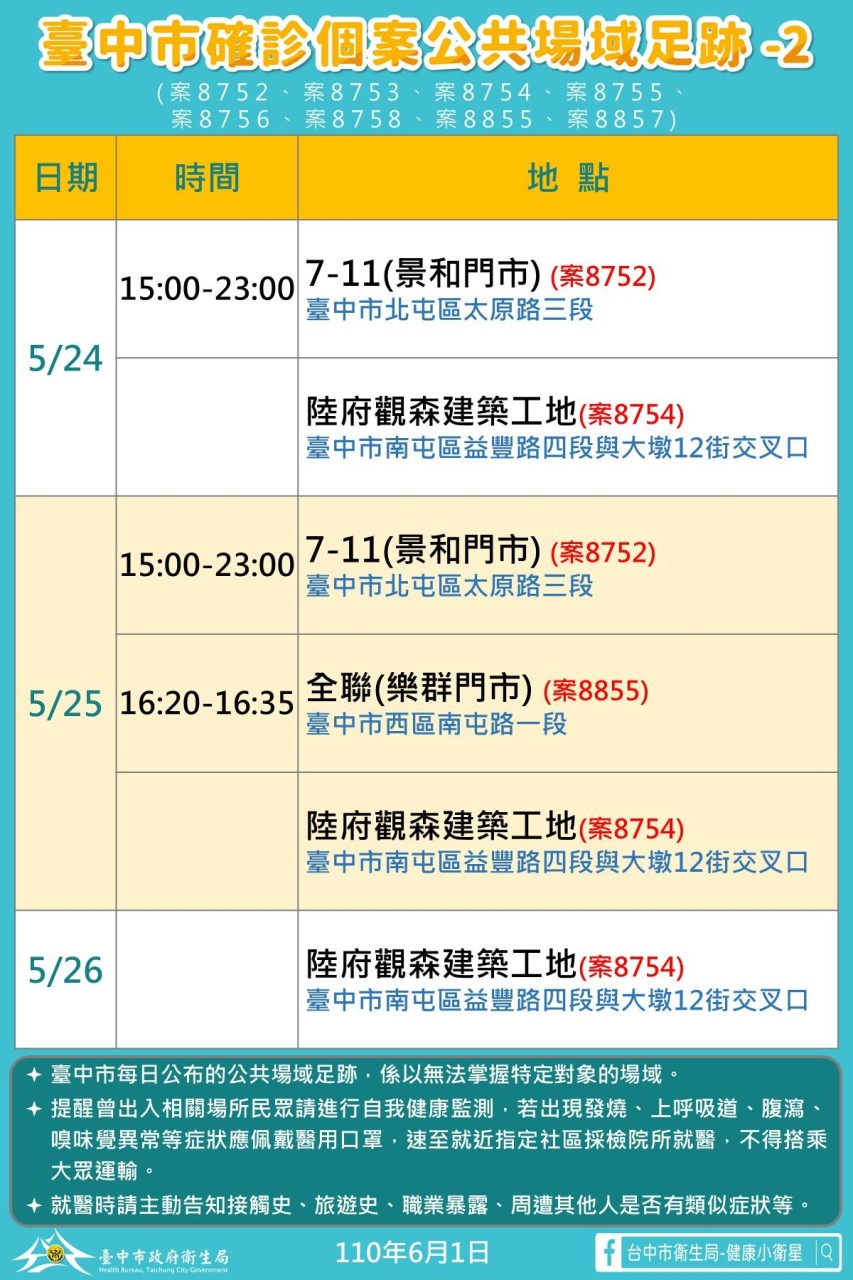 臺中市確診個案公共場域足跡-2
(案8752、案8753、案8754、案8755、
案8756、案8758、案8855、案8857)
日期 時間 地點
5/24
15:00-23:00
7-11(景和門市) (案8752)
臺中市北屯區太原路三段
陸府觀森建築工地(案8754)
臺中市南屯區益豐路四段與大墩12街交叉口
5/25
15:00-23:00
7-11(景和門市) (案8752)
臺中市北屯區太原路三段
16:20-16:35
全聯(樂群門市) (案8855)
臺中市西區南屯路一段
陸府觀森建築工地(案8754)
臺中市南屯區益豐路四段與大墩12街交叉口
5/26
陸府觀森建築工地(案8754)
臺中市南屯區益豐路四段與大墩12街交叉口
臺中市每日公布的公共場域足跡，係以無法掌握特定對象的場域。
提醒曾出入相關場所民眾請進行自我健康監測，若出現發燒、上呼吸道、腹瀉、
嗅味覺異常等症狀應佩戴醫用口罩，速至就近指定社區採檢院所就醫，不得搭乘
大眾運輸。
就醫時請主動告知接觸史、旅遊史、職業暴露、周遭其他人是否有類似症狀等。
臺中市政府衛生局
Health Bureau, Taichung City Government
110年6月1日
台中市衛生局-健康小衛星